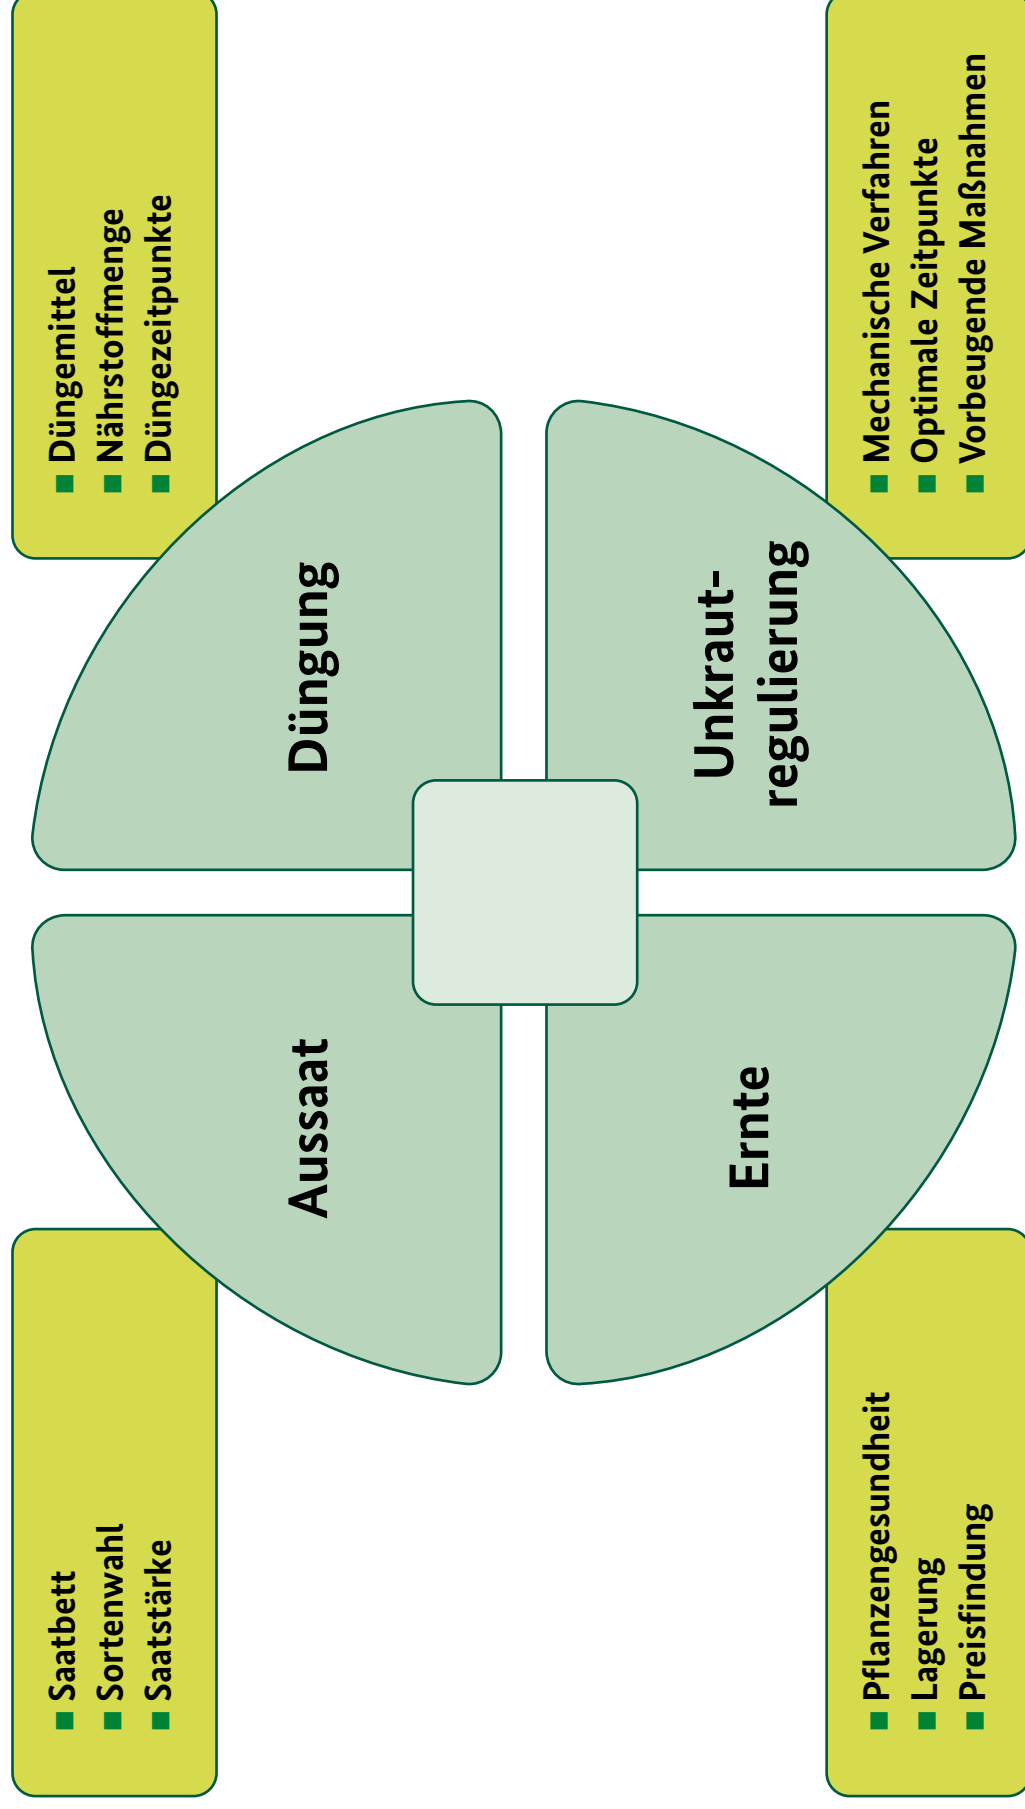 Saatbett
Sortenwahl
Saatstärke
Aussaat
Düngemittel
Nährstoffmenge
Düngezeitpunkte
Düngung
Ernte
Pflanzengesundheit
Lagerung
Preisfindung
Unkraut-
regulierung
Mechanische Verfahren
Optimale Zeitpunkte
Vorbeugende Maßnahmen